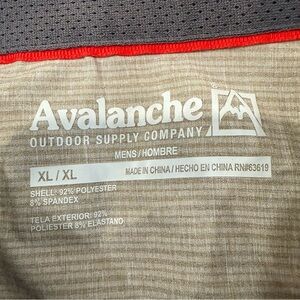 Avalanche
OUTDOOR SUPPLY COMPANY
MENS/HOMBRE
XL / XL
MADE IN CHINA / HECHO EN CHINA RN#63619
SHELL: 92% POLYESTER
8% SPANDEX
TELA EXTERIOR: 92%
POLIESTER 8% ELASTANO